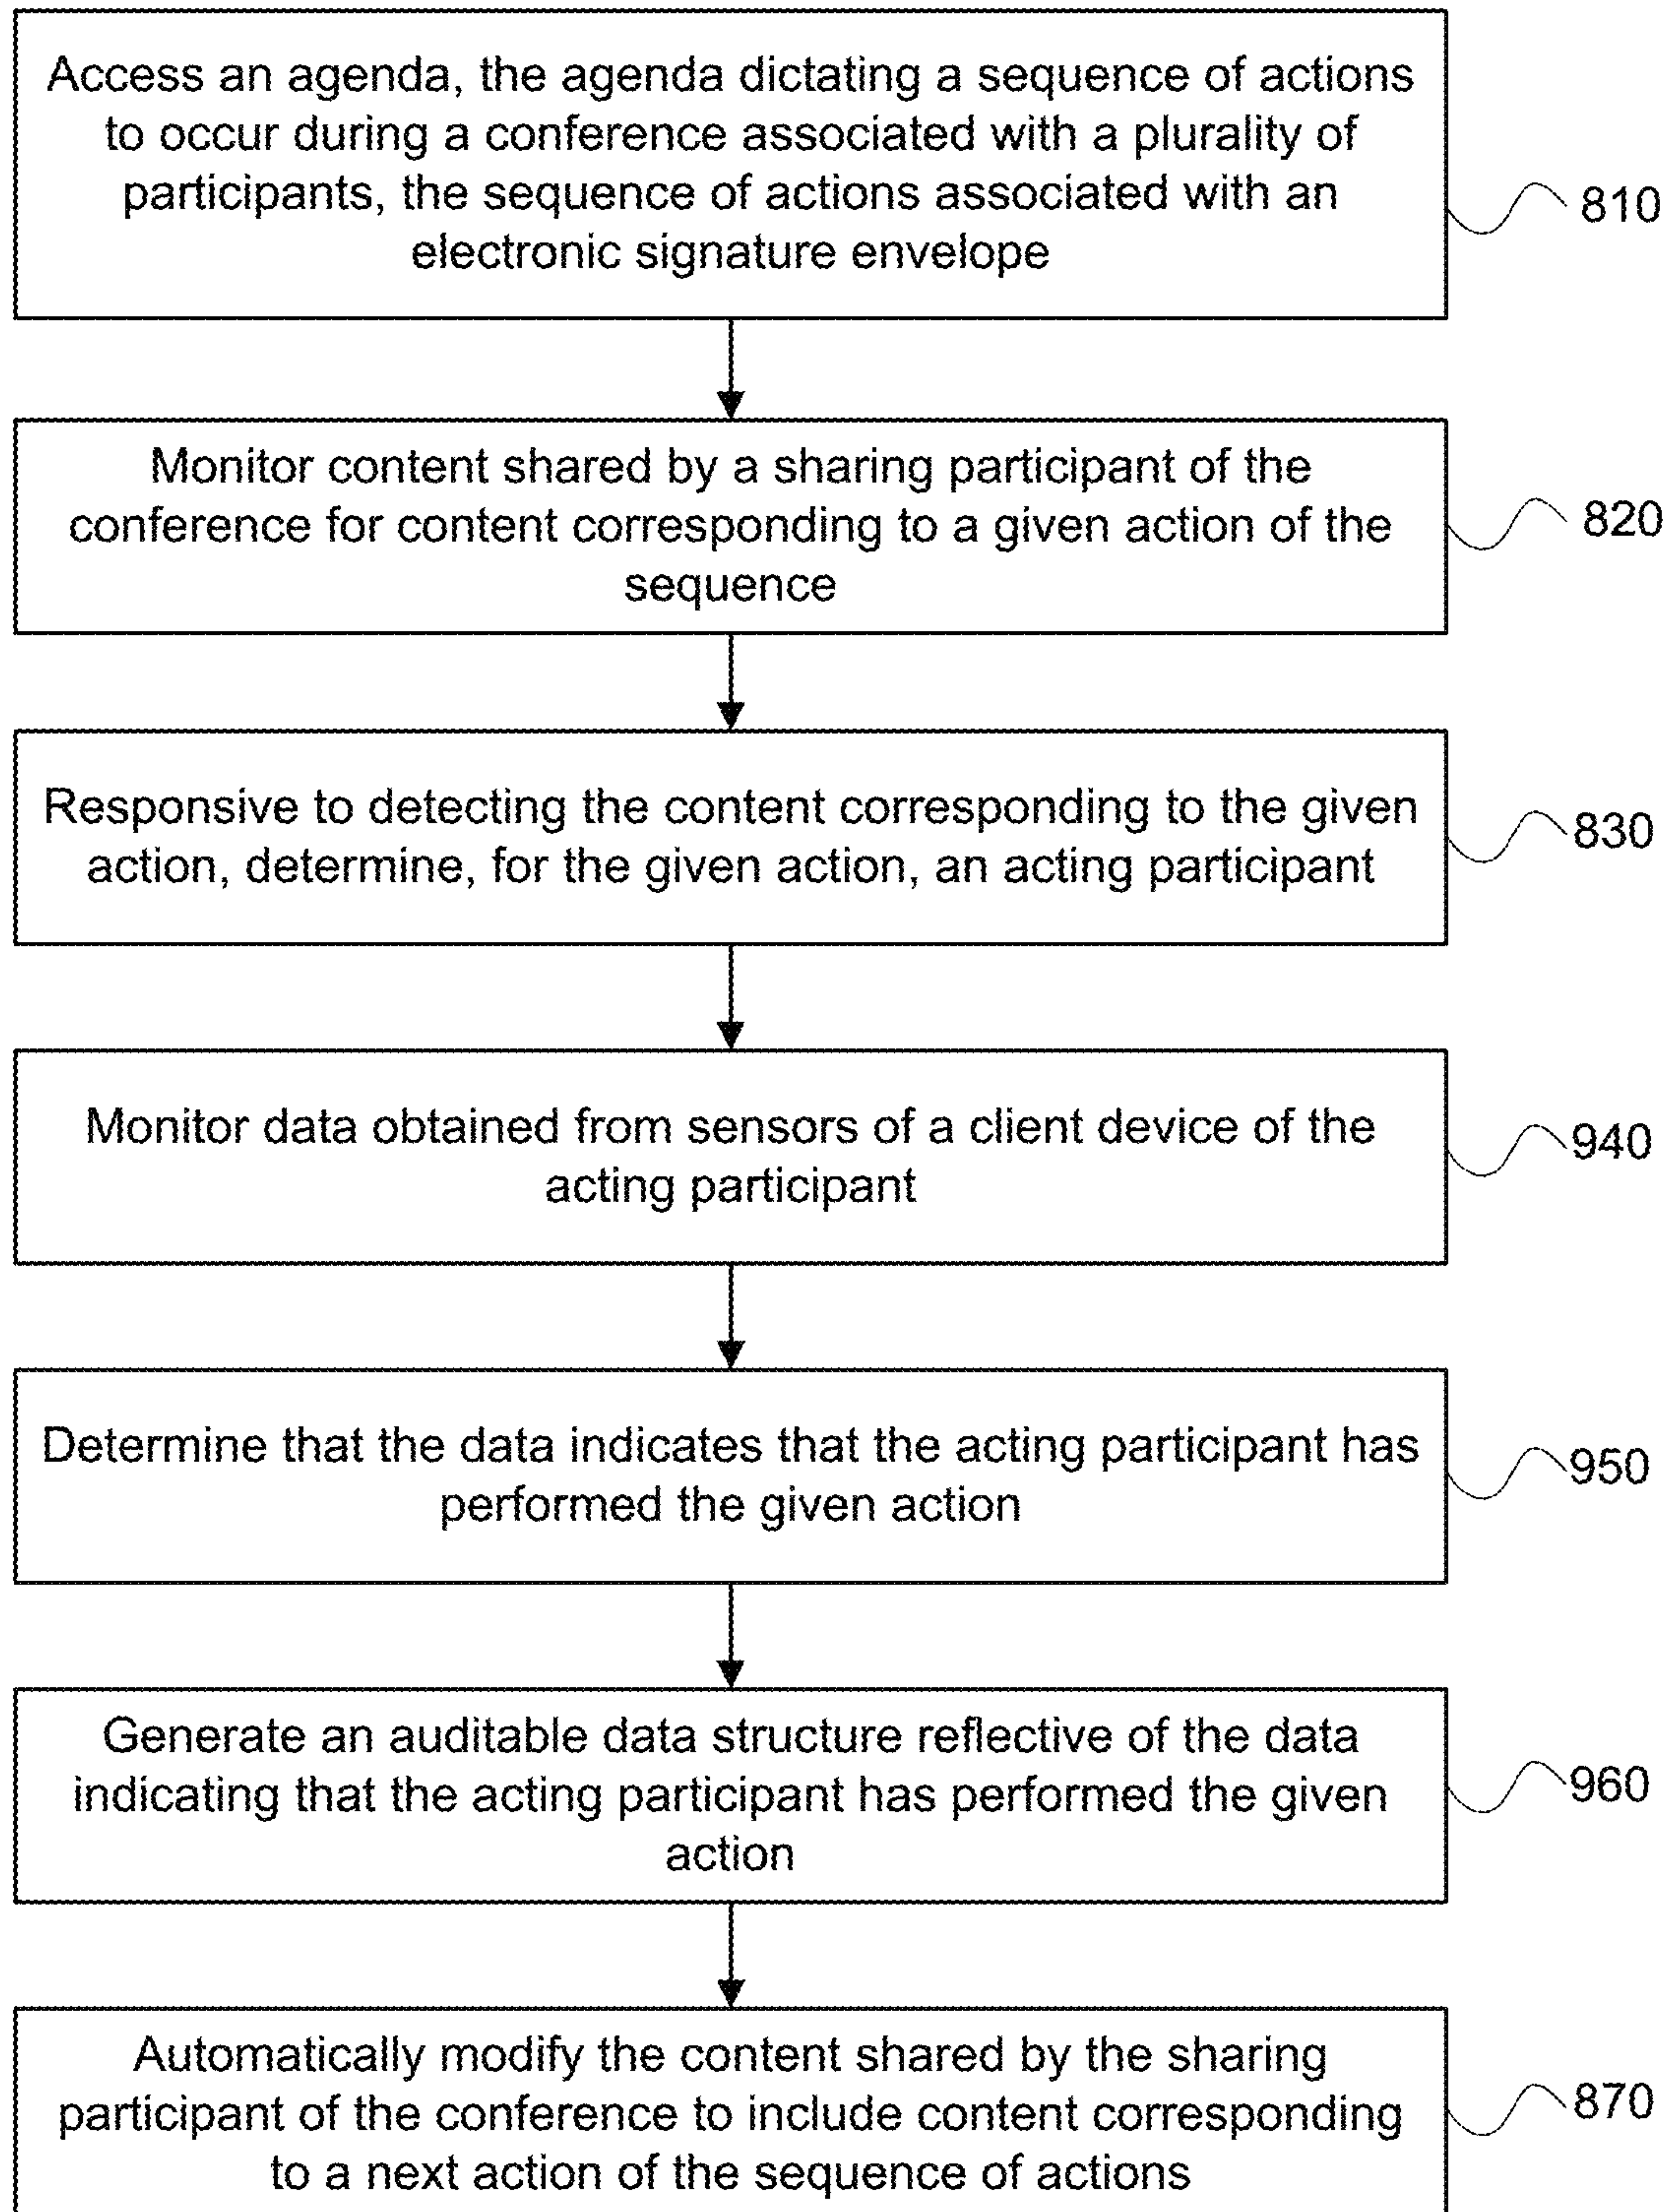 Access an agenda, the agenda dictating a sequence of actions
to occur during a conference associated with a plurality of
participants, the sequence of actions associated with an
electronic signature envelope
810
Monitor content shared by a sharing participant of the
conference for content corresponding to a given action of the
sequence
820
Responsive to detecting the content corresponding to the given
action, determine, for the given action, an acting participant
830
Monitor data obtained from sensors of a client device of the
acting participant
940
Determine that the data indicates that the acting participant has
performed the given action
950
Generate an auditable data structure reflective of the data
indicating that the acting participant has performed the given
action
960
Automatically modify the content shared by the sharing
participant of the conference to include content corresponding
to a next action of the sequence of actions
870